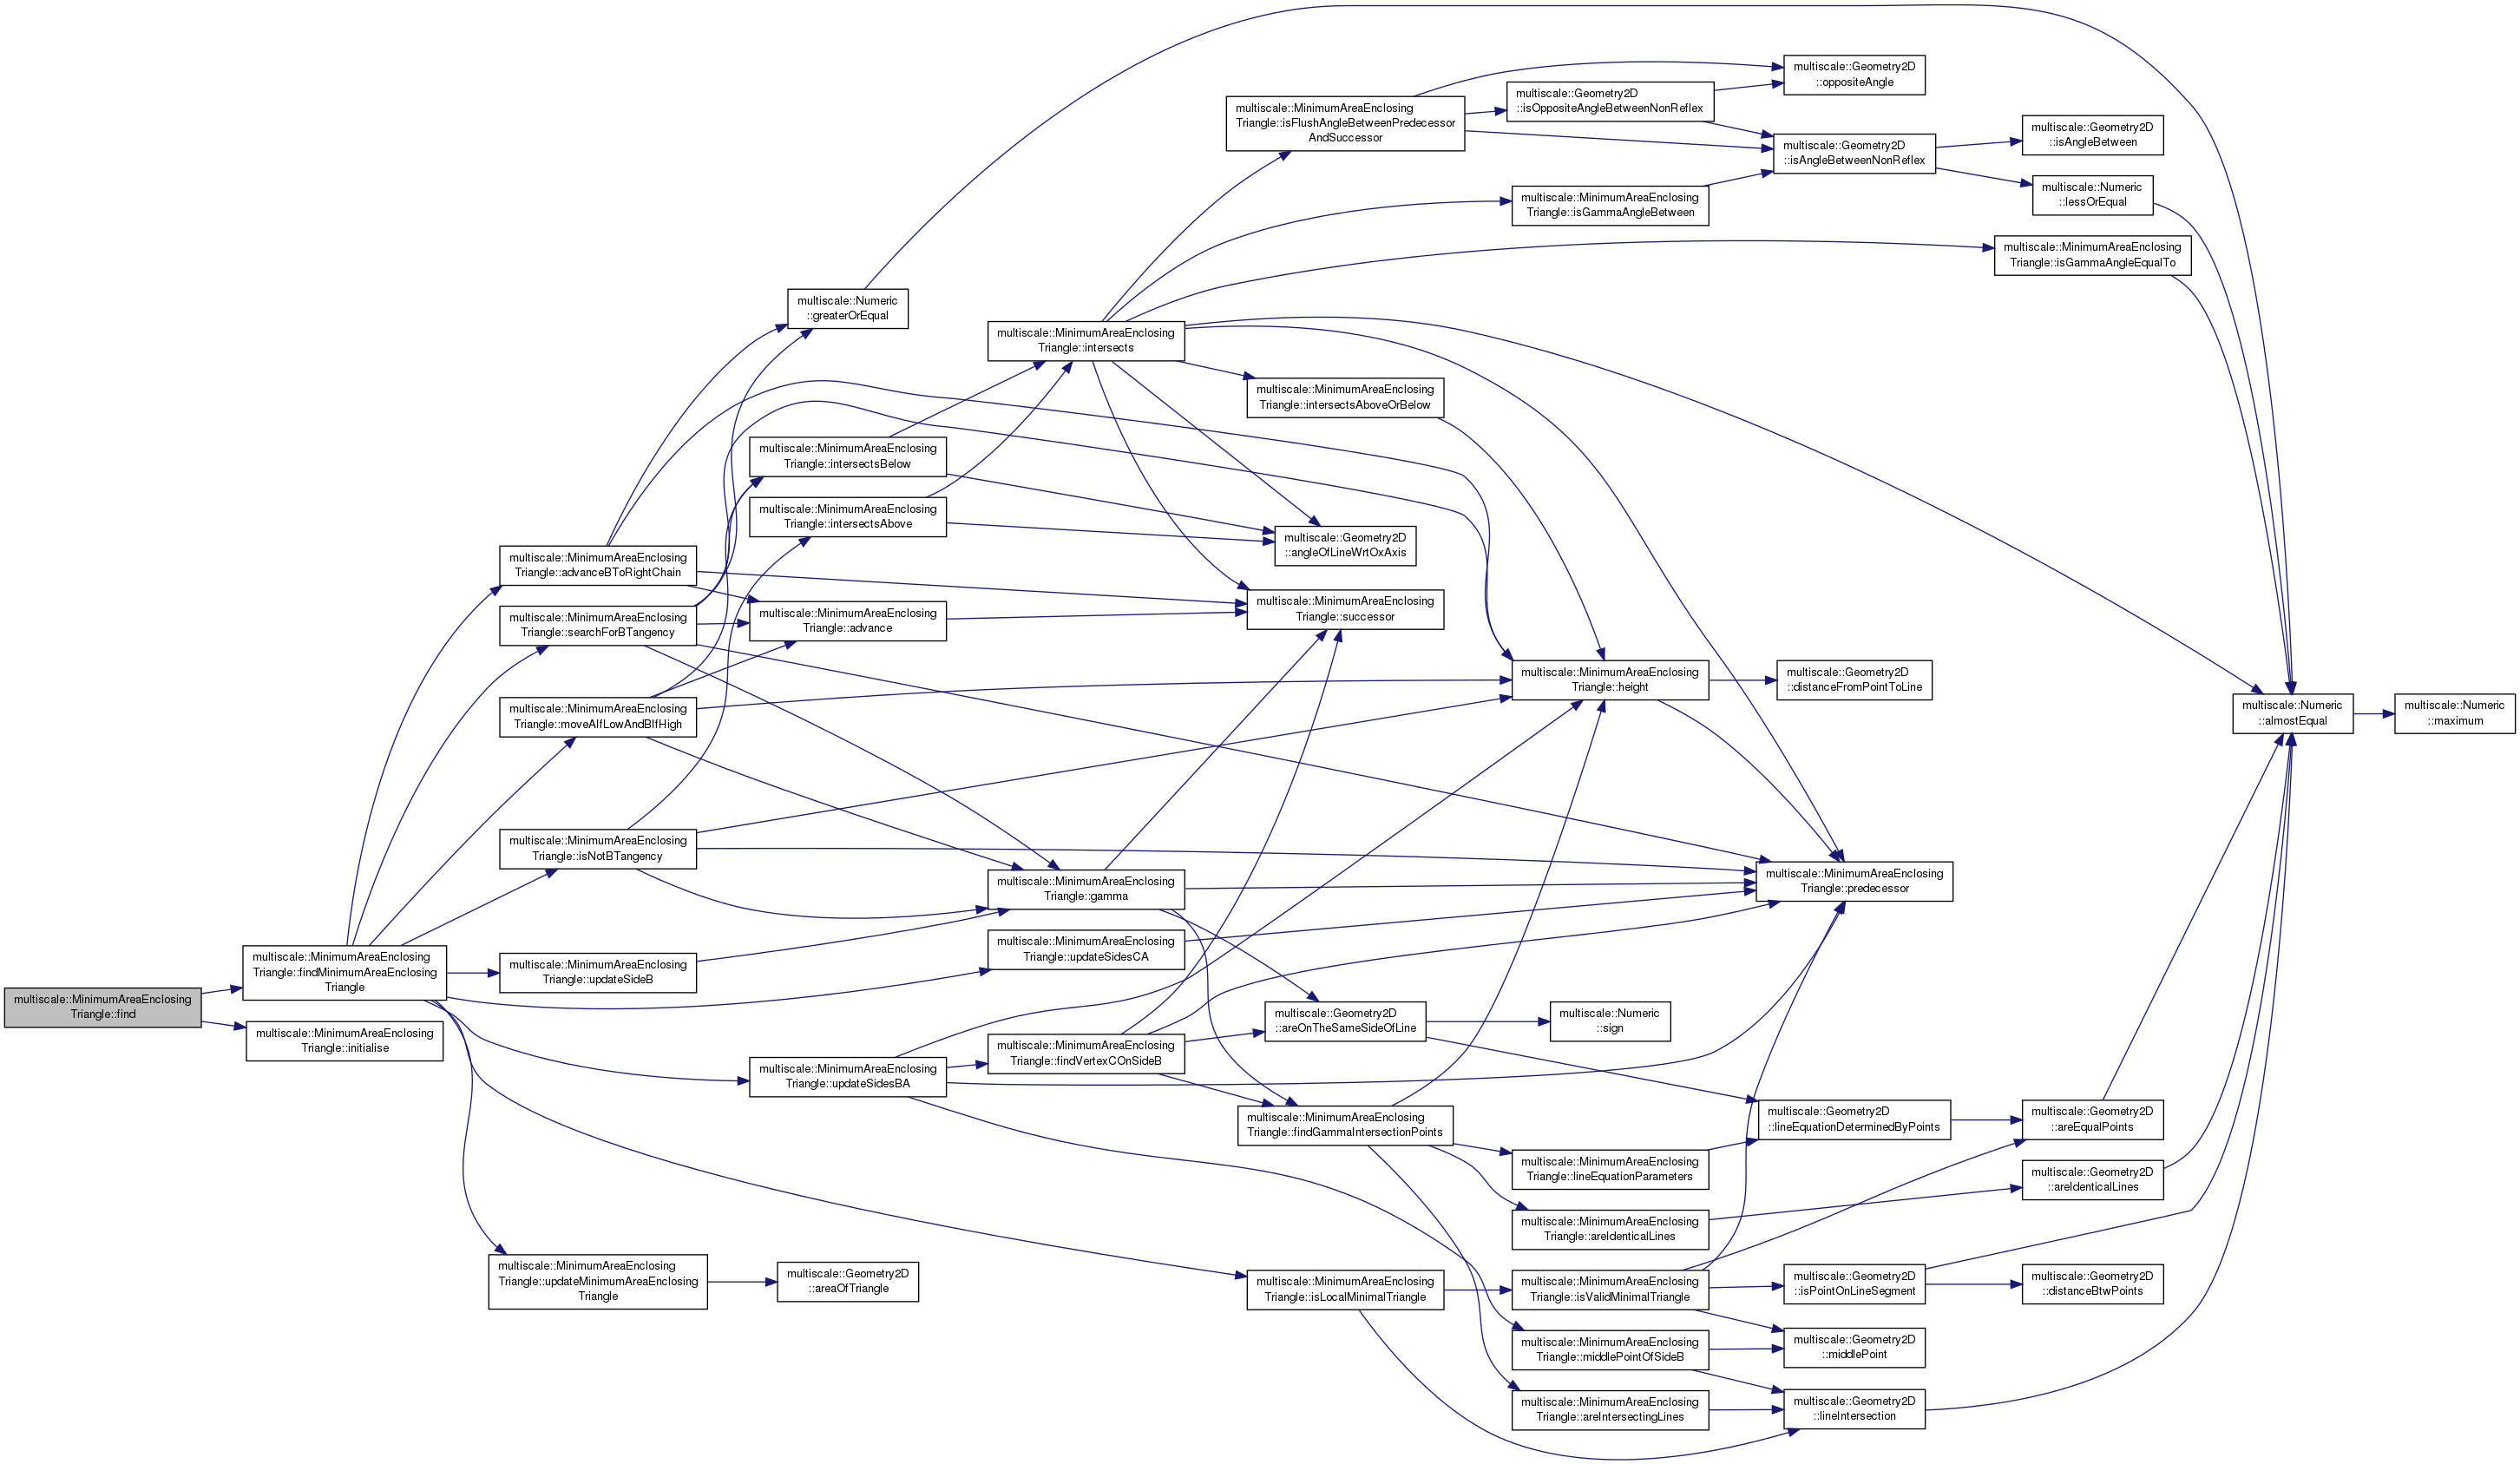 multiscale::MinimumAreaEnclosing
Triangle::find
multiscale::MinimumAreaEnclosing
Triangle::findMinimumAreaEnclosing
Triangle
multiscale::MinimumAreaEnclosing
Triangle::initialise
multiscale::MinimumAreaEnclosing
Triangle::advanceBToRightChain
multiscale::MinimumAreaEnclosing
Triangle::searchForBTangency
multiscale::MinimumAreaEnclosing
Triangle::moveAIfLowAndBIfHigh
multiscale::MinimumAreaEnclosing
Triangle::isNotBTangency
multiscale::MinimumAreaEnclosing
Triangle::updateSideB
multiscale::MinimumAreaEnclosing
Triangle::updateMinimumAreaEnclosing
Triangle
multiscale::Numeric
::greaterOrEqual
multiscale::MinimumAreaEnclosing
Triangle::intersectsBelow
multiscale::MinimumAreaEnclosing
Triangle::intersectsAbove
multiscale::MinimumAreaEnclosing
Triangle::advance
multiscale::MinimumAreaEnclosing
Triangle::updateSidesBA
multiscale::Geometry2D
::areaOfTriangle
multiscale::MinimumAreaEnclosing
Triangle::intersects
multiscale::MinimumAreaEnclosing
Triangle::gamma
multiscale::MinimumAreaEnclosing
Triangle::updateSidesCA
multiscale::MinimumAreaEnclosing
Triangle::findVertexCOnSideB
multiscale::MinimumAreaEnclosing
Triangle::isFlushAngleBetweenPredecessor
AndSuccessor
multiscale::MinimumAreaEnclosing
Triangle::intersectsAboveOrBelow
multiscale::Geometry2D
::angleOfLineWrtOxAxis
multiscale::MinimumAreaEnclosing
Triangle::successor
multiscale::Geometry2D
::areOnTheSameSideOfLine
multiscale::MinimumAreaEnclosing
Triangle::findGammaIntersectionPoints
multiscale::MinimumAreaEnclosing
Triangle::isLocalMinimalTriangle
multiscale::Geometry2D
::isOppositeAngleBetweenNonReflex
multiscale::MinimumAreaEnclosing
Triangle::isGammaAngleBetween
multiscale::MinimumAreaEnclosing
Triangle::height
multiscale::Numeric
::sign
multiscale::MinimumAreaEnclosing
Triangle::lineEquationParameters
multiscale::MinimumAreaEnclosing
Triangle::areIdenticalLines
multiscale::MinimumAreaEnclosing
Triangle::isValidMinimalTriangle
multiscale::MinimumAreaEnclosing
Triangle::middlePointOfSideB
multiscale::MinimumAreaEnclosing
Triangle::areIntersectingLines
multiscale::Geometry2D
::oppositeAngle
multiscale::Geometry2D
::isAngleBetweenNonReflex
multiscale::Geometry2D
::distanceFromPointToLine
multiscale::MinimumAreaEnclosing
Triangle::predecessor
multiscale::Geometry2D
::lineEquationDeterminedByPoints
multiscale::Geometry2D
::isPointOnLineSegment
multiscale::Geometry2D
::middlePoint
multiscale::Geometry2D
::lineIntersection
multiscale::Geometry2D
::isAngleBetween
multiscale::Numeric
::lessOrEqual
multiscale::MinimumAreaEnclosing
Triangle::isGammaAngleEqualTo
multiscale::Geometry2D
::areEqualPoints
multiscale::Geometry2D
::areIdenticalLines
multiscale::Geometry2D
::distanceBtwPoints
multiscale::Numeric
::almostEqual
multiscale::Numeric
::maximum